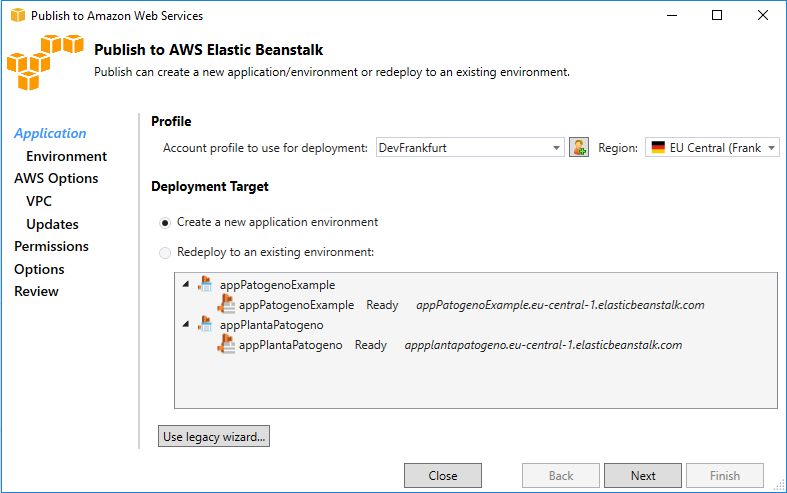 Publish to Amazon Web Services
Publish to AWS Elastic Beanstalk
Publish can create a new application/environment or redeploy to an existing environment.
Application
Environment
AWS Options
VPC
Updates
Permissions
Options
Review
Profile
Account profile to use for deployment: DevFrankfurt Region: EU Central (Frank
Deployment Target
Create a new application environment
Redeploy to an existing environment:
appPatogenoExample
appPatogenoExample Ready appPatogenoExample.eu-central-1.elasticbeanstalk.com
appPlantaPatogeno
appPlantaPatogeno Ready appplantapatogeno.eu-central-1.elasticbeanstalk.com
Use legacy wizard...
Close Back Next Finish